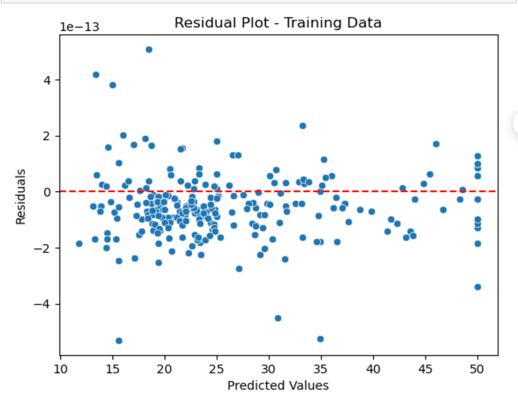 Residual Plot - Training Data
1e−13
4
2
0
−2
−4
Residuals
10 15 20 25 30 35 40 45 50
Predicted Values